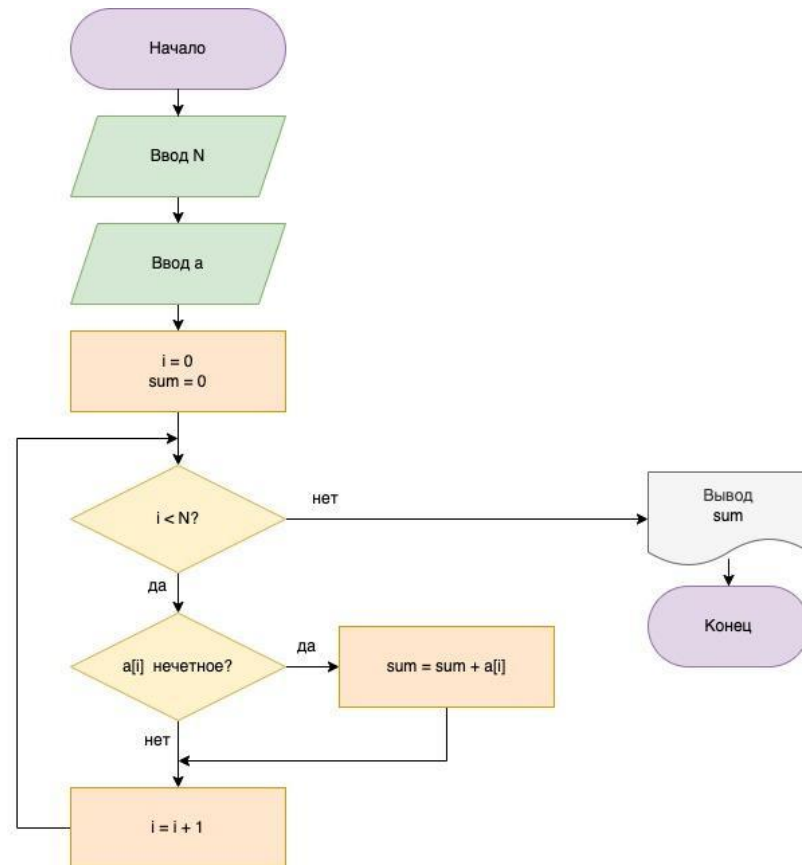 Начало
Ввод N
Ввод a
i = 0
sum = 0
i < N?
нет
Вывод
sum
да
Конец
a[i] нечетное?
да
sum = sum + a[i]
нет
i = i + 1